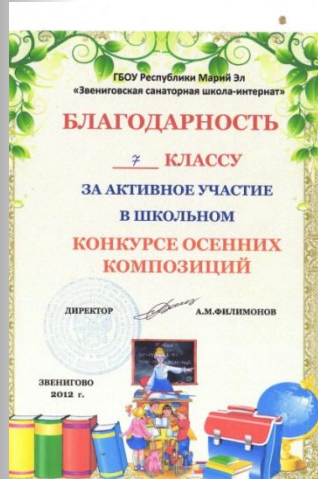 ГБОУ Республики Марий Эл
«Звениговская санаторная школа-интернат»
БЛАГОДАРНОСТЬ
7 КЛАССУ
ЗА АКТИВНОЕ УЧАСТИЕ
В ШКОЛЬНОМ
КОНКУРСЕ ОСЕННИХ
КОМПОЗИЦИЙ
ДИРЕКТОР А.М.ФИЛИМОНОВ
ЗВЕНИГОВО
2012 г.